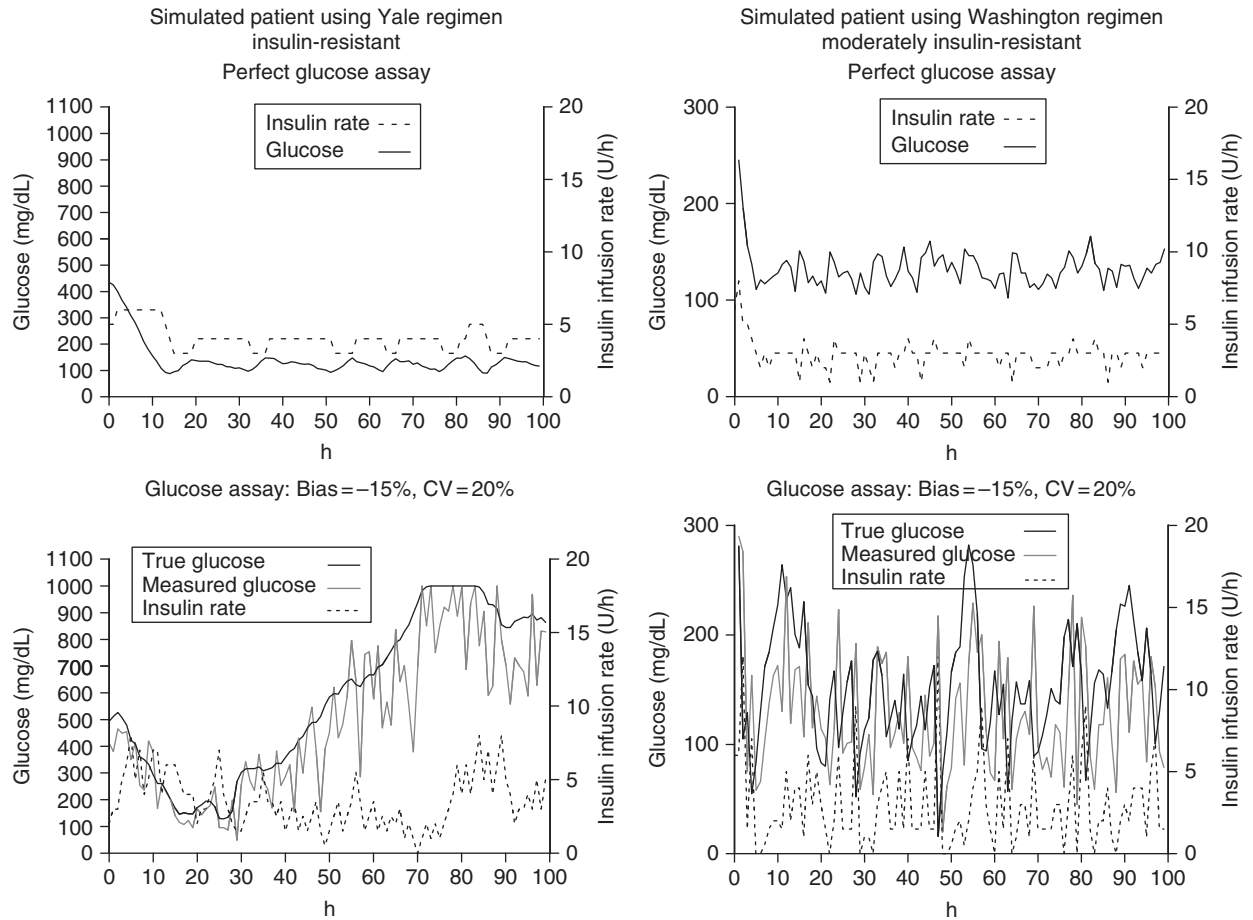 Simulated patient using Yale regimen
insulin-resistant
Perfect glucose assay
Insulin rate
Glucose
1100
1000
900
800
700
600
500
400
300
200
100
0
Glucose (mg/dL)
20
15
10
5
0
Insulin infusion rate (U/h)
0 10 20 30 40 50 60 70 80 90 100
h
Simulated patient using Washington regimen
moderately insulin-resistant
Perfect glucose assay
Insulin rate
Glucose
300
200
100
0
Glucose (mg/dL)
20
15
10
5
0
Insulin infusion rate (U/h)
0 10 20 30 40 50 60 70 80 90 100
h
Glucose assay: Bias = −15%, CV = 20%
True glucose
Measured glucose
Insulin rate
1100
1000
900
800
700
600
500
400
300
200
100
0
Glucose (mg/dL)
20
15
10
5
0
Insulin infusion rate (U/h)
0 10 20 30 40 50 60 70 80 90 100
h
Glucose assay: Bias = −15%, CV = 20%
True glucose
Measured glucose
Insulin rate
300
200
100
0
Glucose (mg/dL)
20
15
10
5
0
Insulin infusion rate (U/h)
0 10 20 30 40 50 60 70 80 90 100
h